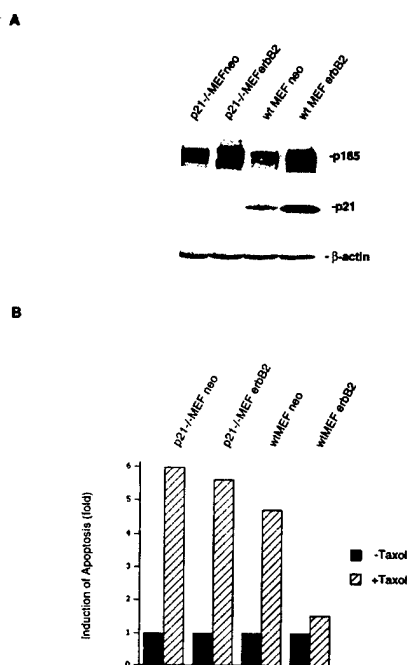 A
p21-/-MEFneo
p21-/-MEFerbB2
wt MEF neo
wt MEF erbB2
-p185
-p21
- β-actin
B
p21-/-MEF neo
p21-/-MEF erbB2
wtMEF neo
wtMEF erbB2
6
5
4
3
2
1
0
Induction of Apoptosis (fold)
-Taxol
+Taxol